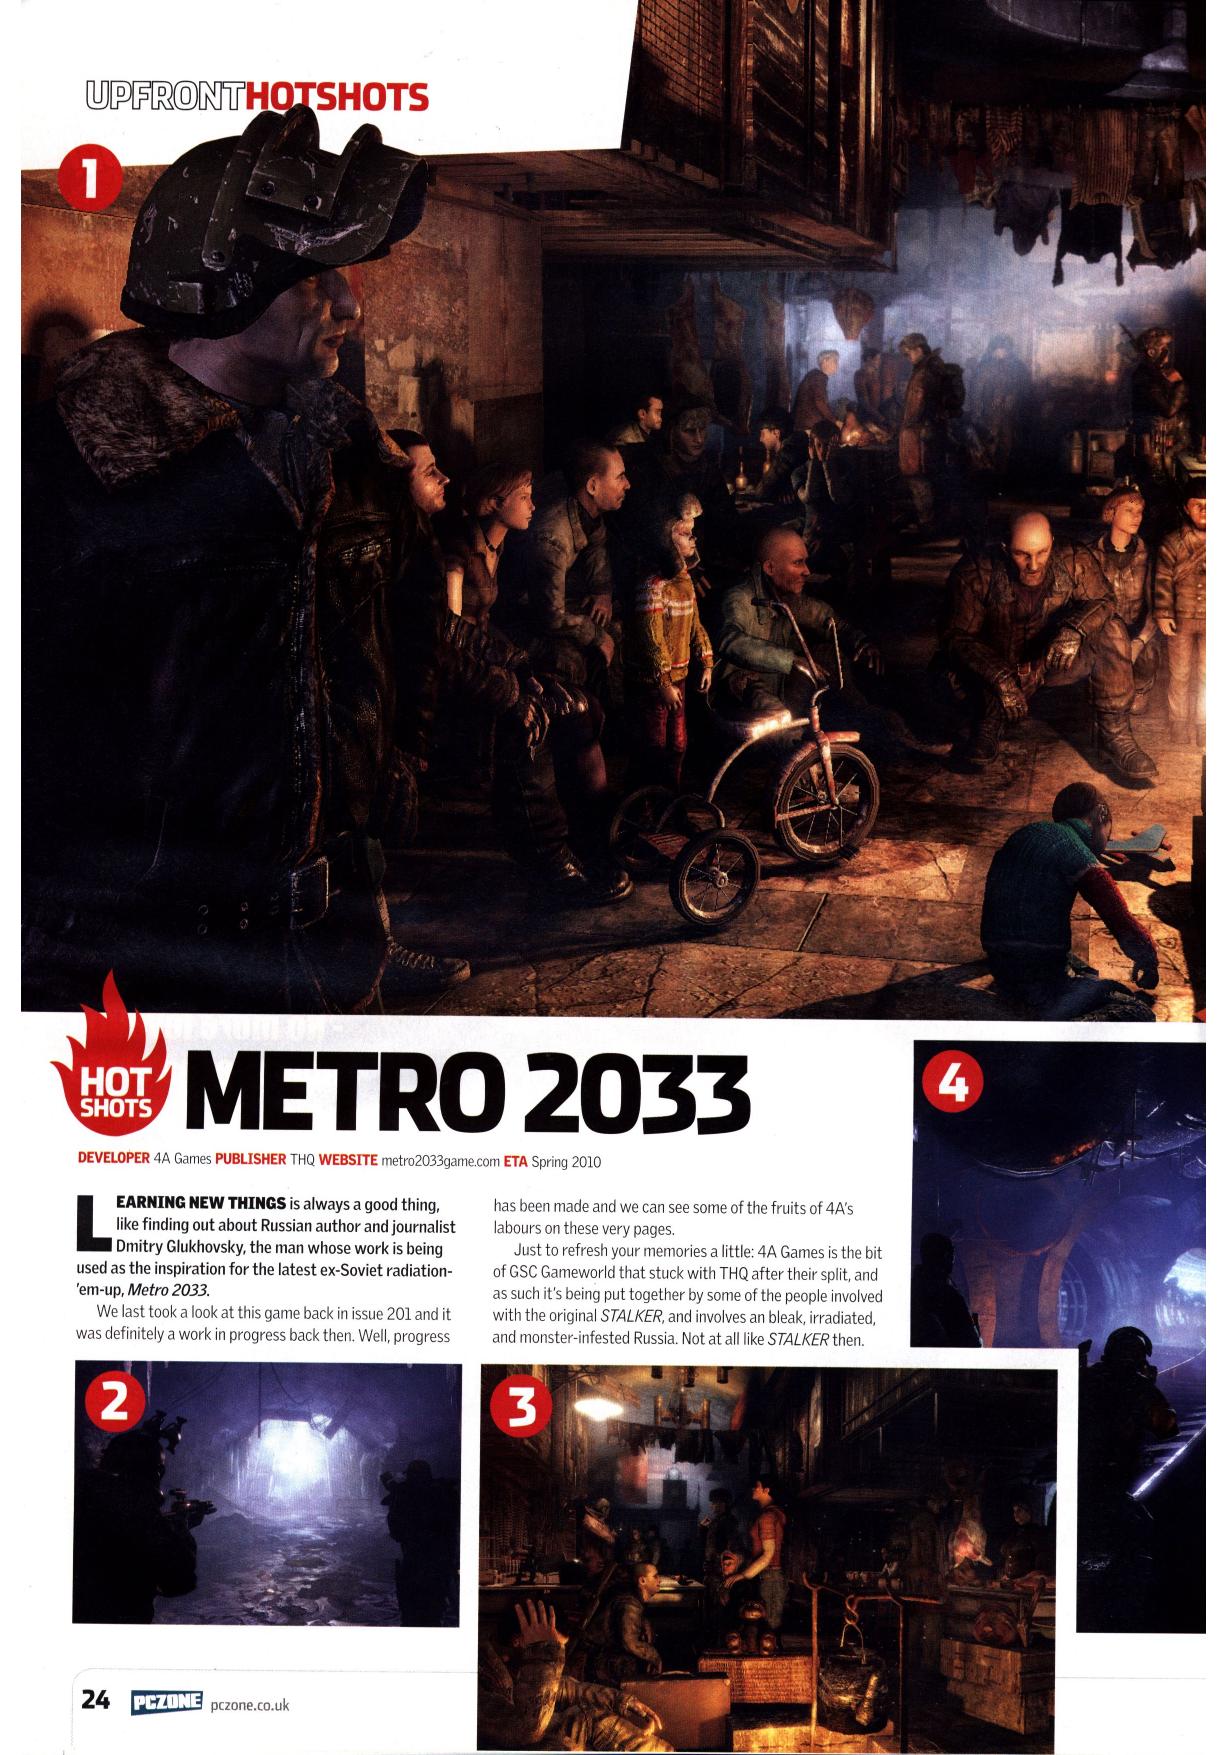 UPFRONTHOTSHOTS
1
HOT
SHOTS
METRO 2033
DEVELOPER 4A Games PUBLISHER THQ WEBSITE metro2033game.com ETA Spring 2010
LEARNING NEW THINGS is always a good thing,
like finding out about Russian author and journalist
Dmitry Glukhovsky, the man whose work is being
used as the inspiration for the latest ex-Soviet radiation-
'em-up, Metro 2033.
We last took a look at this game back in issue 201 and it
was definitely a work in progress back then. Well, progress
has been made and we can see some of the fruits of 4A's
labours on these very pages.
Just to refresh your memories a little: 4A Games is the bit
of GSC Gameworld that stuck with THQ after their split, and
as such it's being put together by some of the people involved
with the original STALKER, and involves an bleak, irradiated,
and monster-infested Russia. Not at all like STALKER then.
4
2
3
24 PCZONE pczone.co.uk